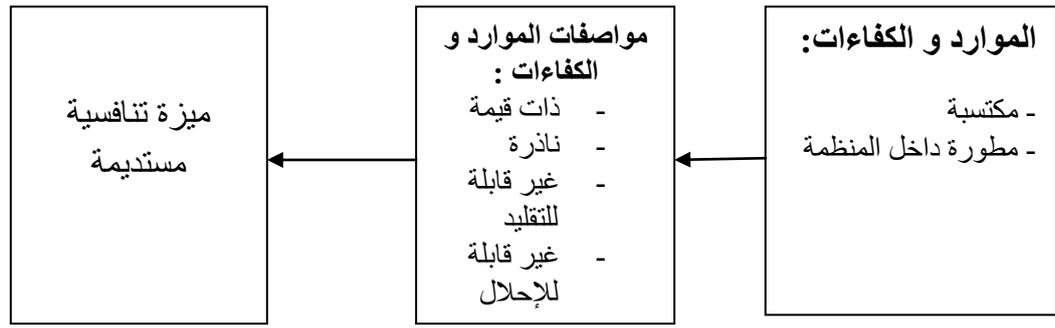 الموارد و الكفاءات:
- مكتسبة
- مطورة داخل المنظمة
مواصفات الموارد و
الكفاءات :
- ذات قيمة
- ناذرة
- غير قابلة
للتقليد
- غير قابلة
للإحلال
ميزة تنافسية
مستديمة